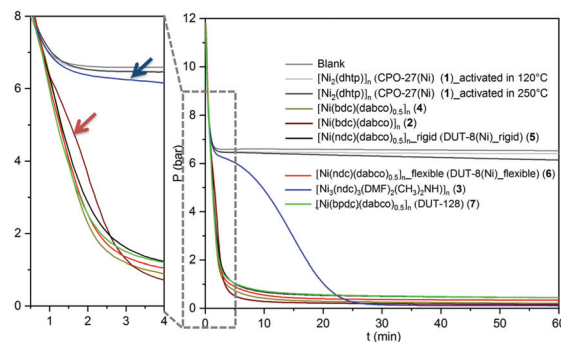 8
6
4
2
0
1
2
3
4
12
10
8
6
4
2
0
P (bar)
0
10
20
30
40
50
60
t (min)
Blank
[Ni2(dhtp)]n (CPO-27(Ni) (1)_activated in 120°C
[Ni2(dhtp)]n (CPO-27(Ni) (1)_activated in 250°C
[Ni(bdc)(dabco)0.5]n (4)
[Ni(bdc)(dabco)]n (2)
[Ni(ndc)(dabco)0.5]n_rigid (DUT-8(Ni)_rigid) (5)
[Ni(ndc)(dabco)0.5]n_flexible (DUT-8(Ni)_flexible) (6)
[Ni3(ndc)3(DMF)2(CH3)2NH)]n (3)
[Ni(bpdc)(dabco)0.5]n (DUT-128) (7)